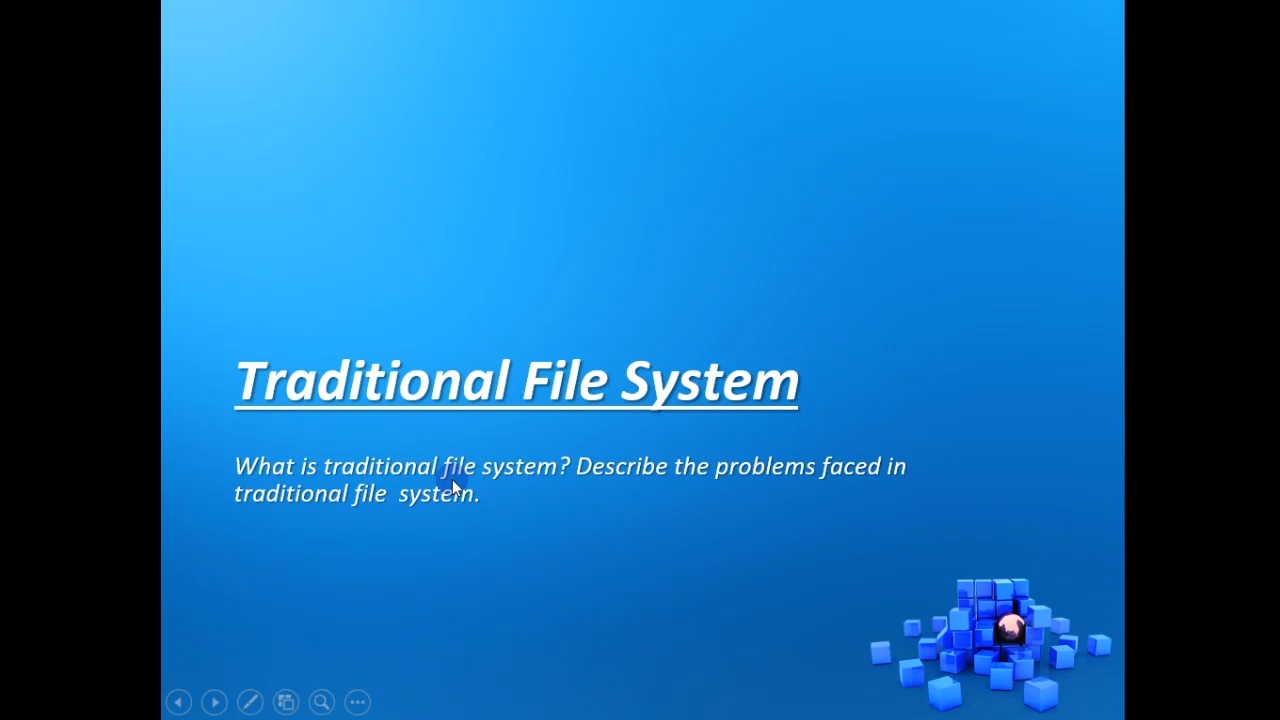 Traditional File System
What is traditional file system? Describe the problems faced in
traditional file system.